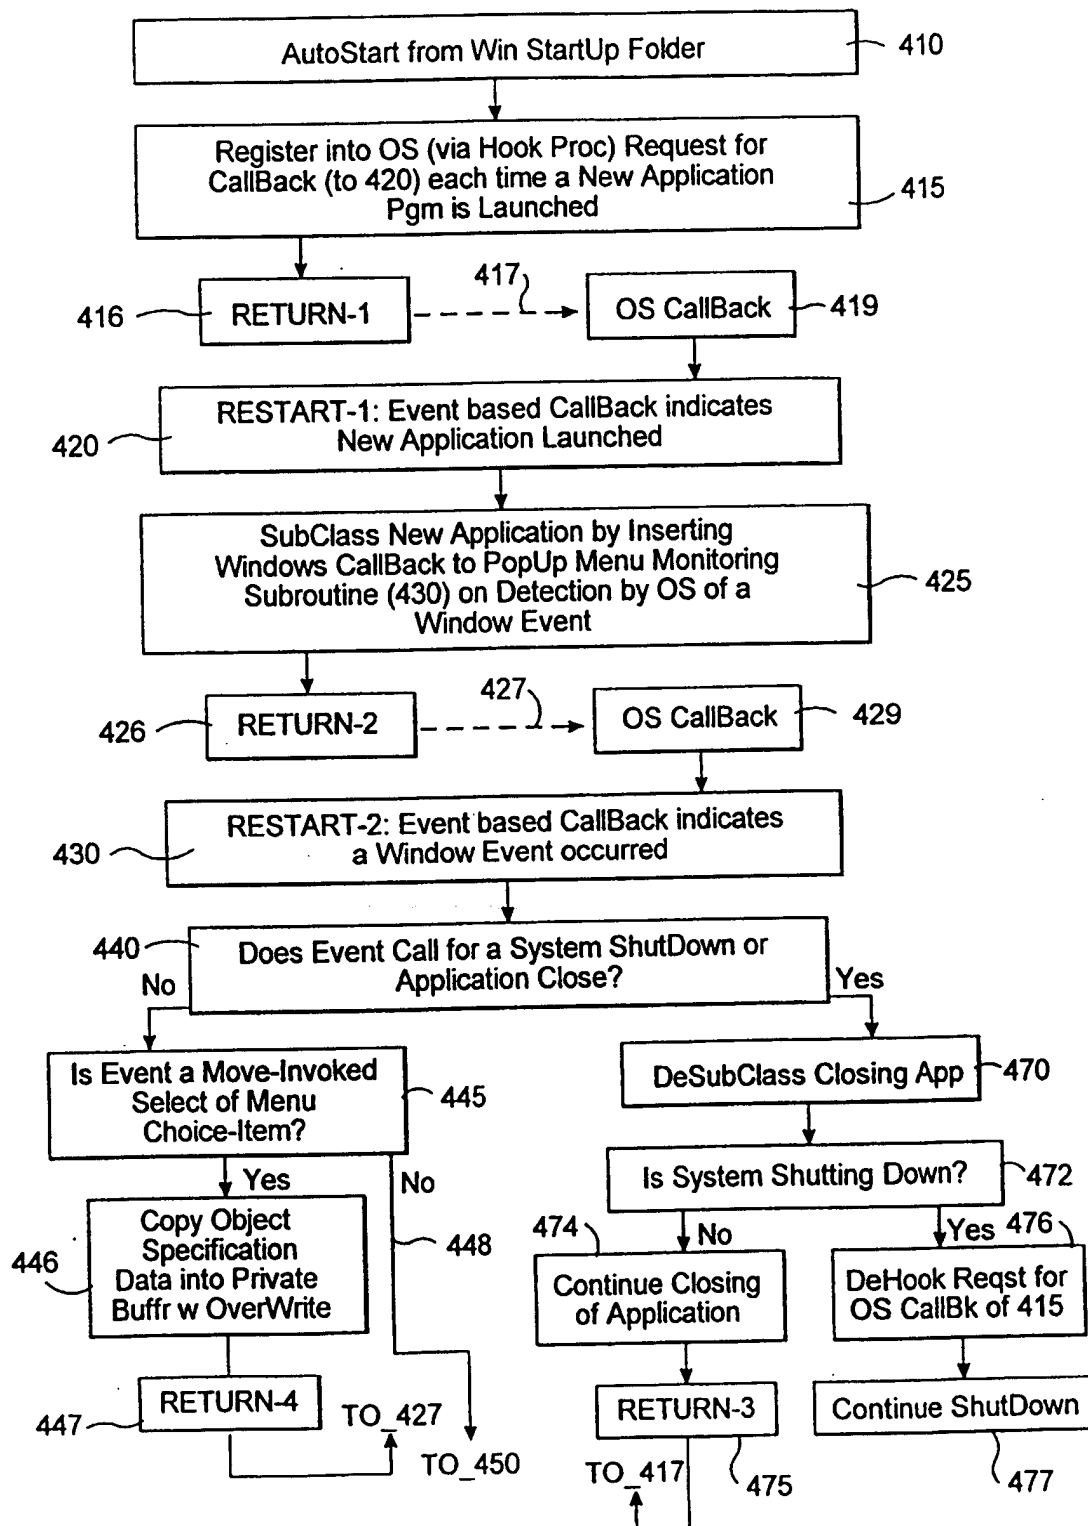 AutoStart from Win StartUp Folder
410
Register into OS (via Hook Proc) Request for
CallBack (to 420) each time a New Application
Pgm is Launched
415
417
416
RETURN-1
OS CallBack
419
RESTART-1: Event based CallBack indicates
New Application Launched
420
SubClass New Application by Inserting
Windows CallBack to PopUp Menu Monitoring
Subroutine (430) on Detection by OS of a
Window Event
425
427
426
RETURN-2
OS CallBack
429
RESTART-2: Event based CallBack indicates
a Window Event occurred
430
440
Does Event Call for a System ShutDown or
Application Close?
No
Yes
Is Event a Move-Invoked
Select of Menu
Choice-Item?
445
DeSubClass Closing App
470
Yes
No
Is System Shutting Down?
472
Copy Object
Specification
Data into Private
Buffr w OverWrite
446
448
474
No
Yes
476
Continue Closing
of Application
DeHook Reqst for
OS CallBk of 415
RETURN-4
447
TO_427
TO_450
RETURN-3
Continue ShutDown
TO_417
475
477